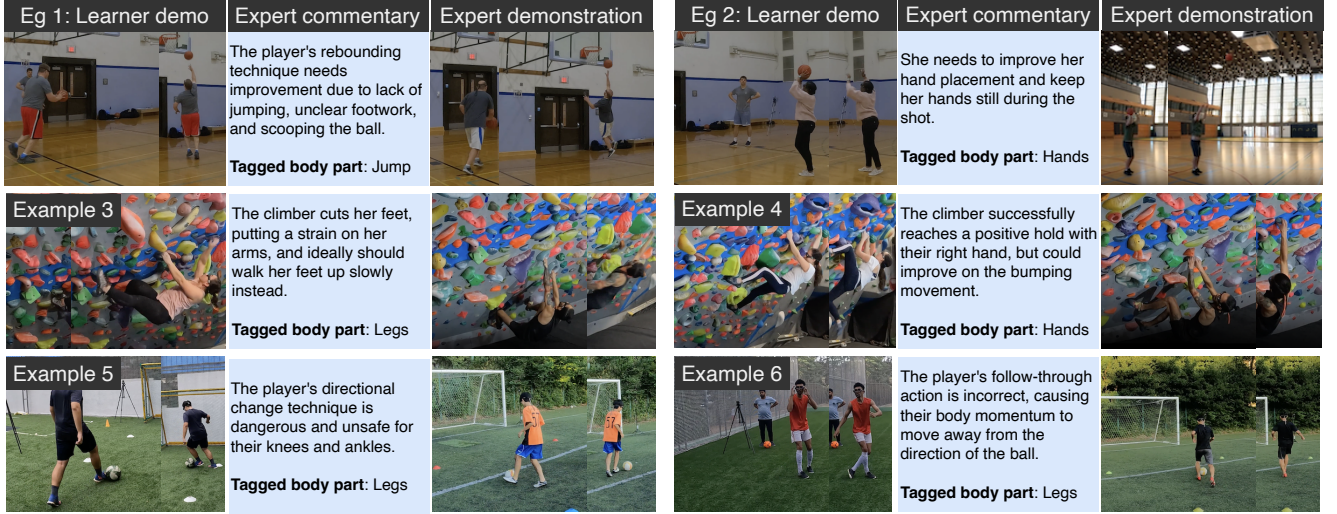 Eg 1: Learner demo
Expert commentary
Expert demonstration
The player's rebounding
technique needs
improvement due to lack of
jumping, unclear footwork,
and scooping the ball.
Tagged body part: Jump
Eg 2: Learner demo
Expert commentary
Expert demonstration
She needs to improve her
hand placement and keep
her hands still during the
shot.
Tagged body part: Hands
Example 3
The climber cuts her feet,
putting a strain on her
arms, and ideally should
walk her feet up slowly
instead.
Tagged body part: Legs
Example 4
The climber successfully
reaches a positive hold with
their right hand, but could
improve on the bumping
movement.
Tagged body part: Hands
Example 5
The player's directional
change technique is
dangerous and unsafe for
their knees and ankles.
Tagged body part: Legs
57
Example 6
The player's follow-through
action is incorrect, causing
their body momentum to
move away from the
direction of the ball.
Tagged body part: Legs